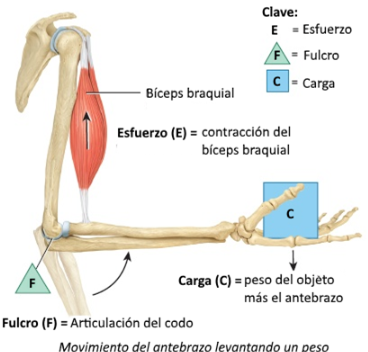 Clave:
E = Esfuerzo
F = Fulcro
C = Carga
Bíceps braquial
Esfuerzo (E) = contracción del
bíceps braquial
C
Carga (C) = peso del objeto
más el antebrazo
F
Fulcro (F) = Articulación del codo
Movimiento del antebrazo levantando un peso